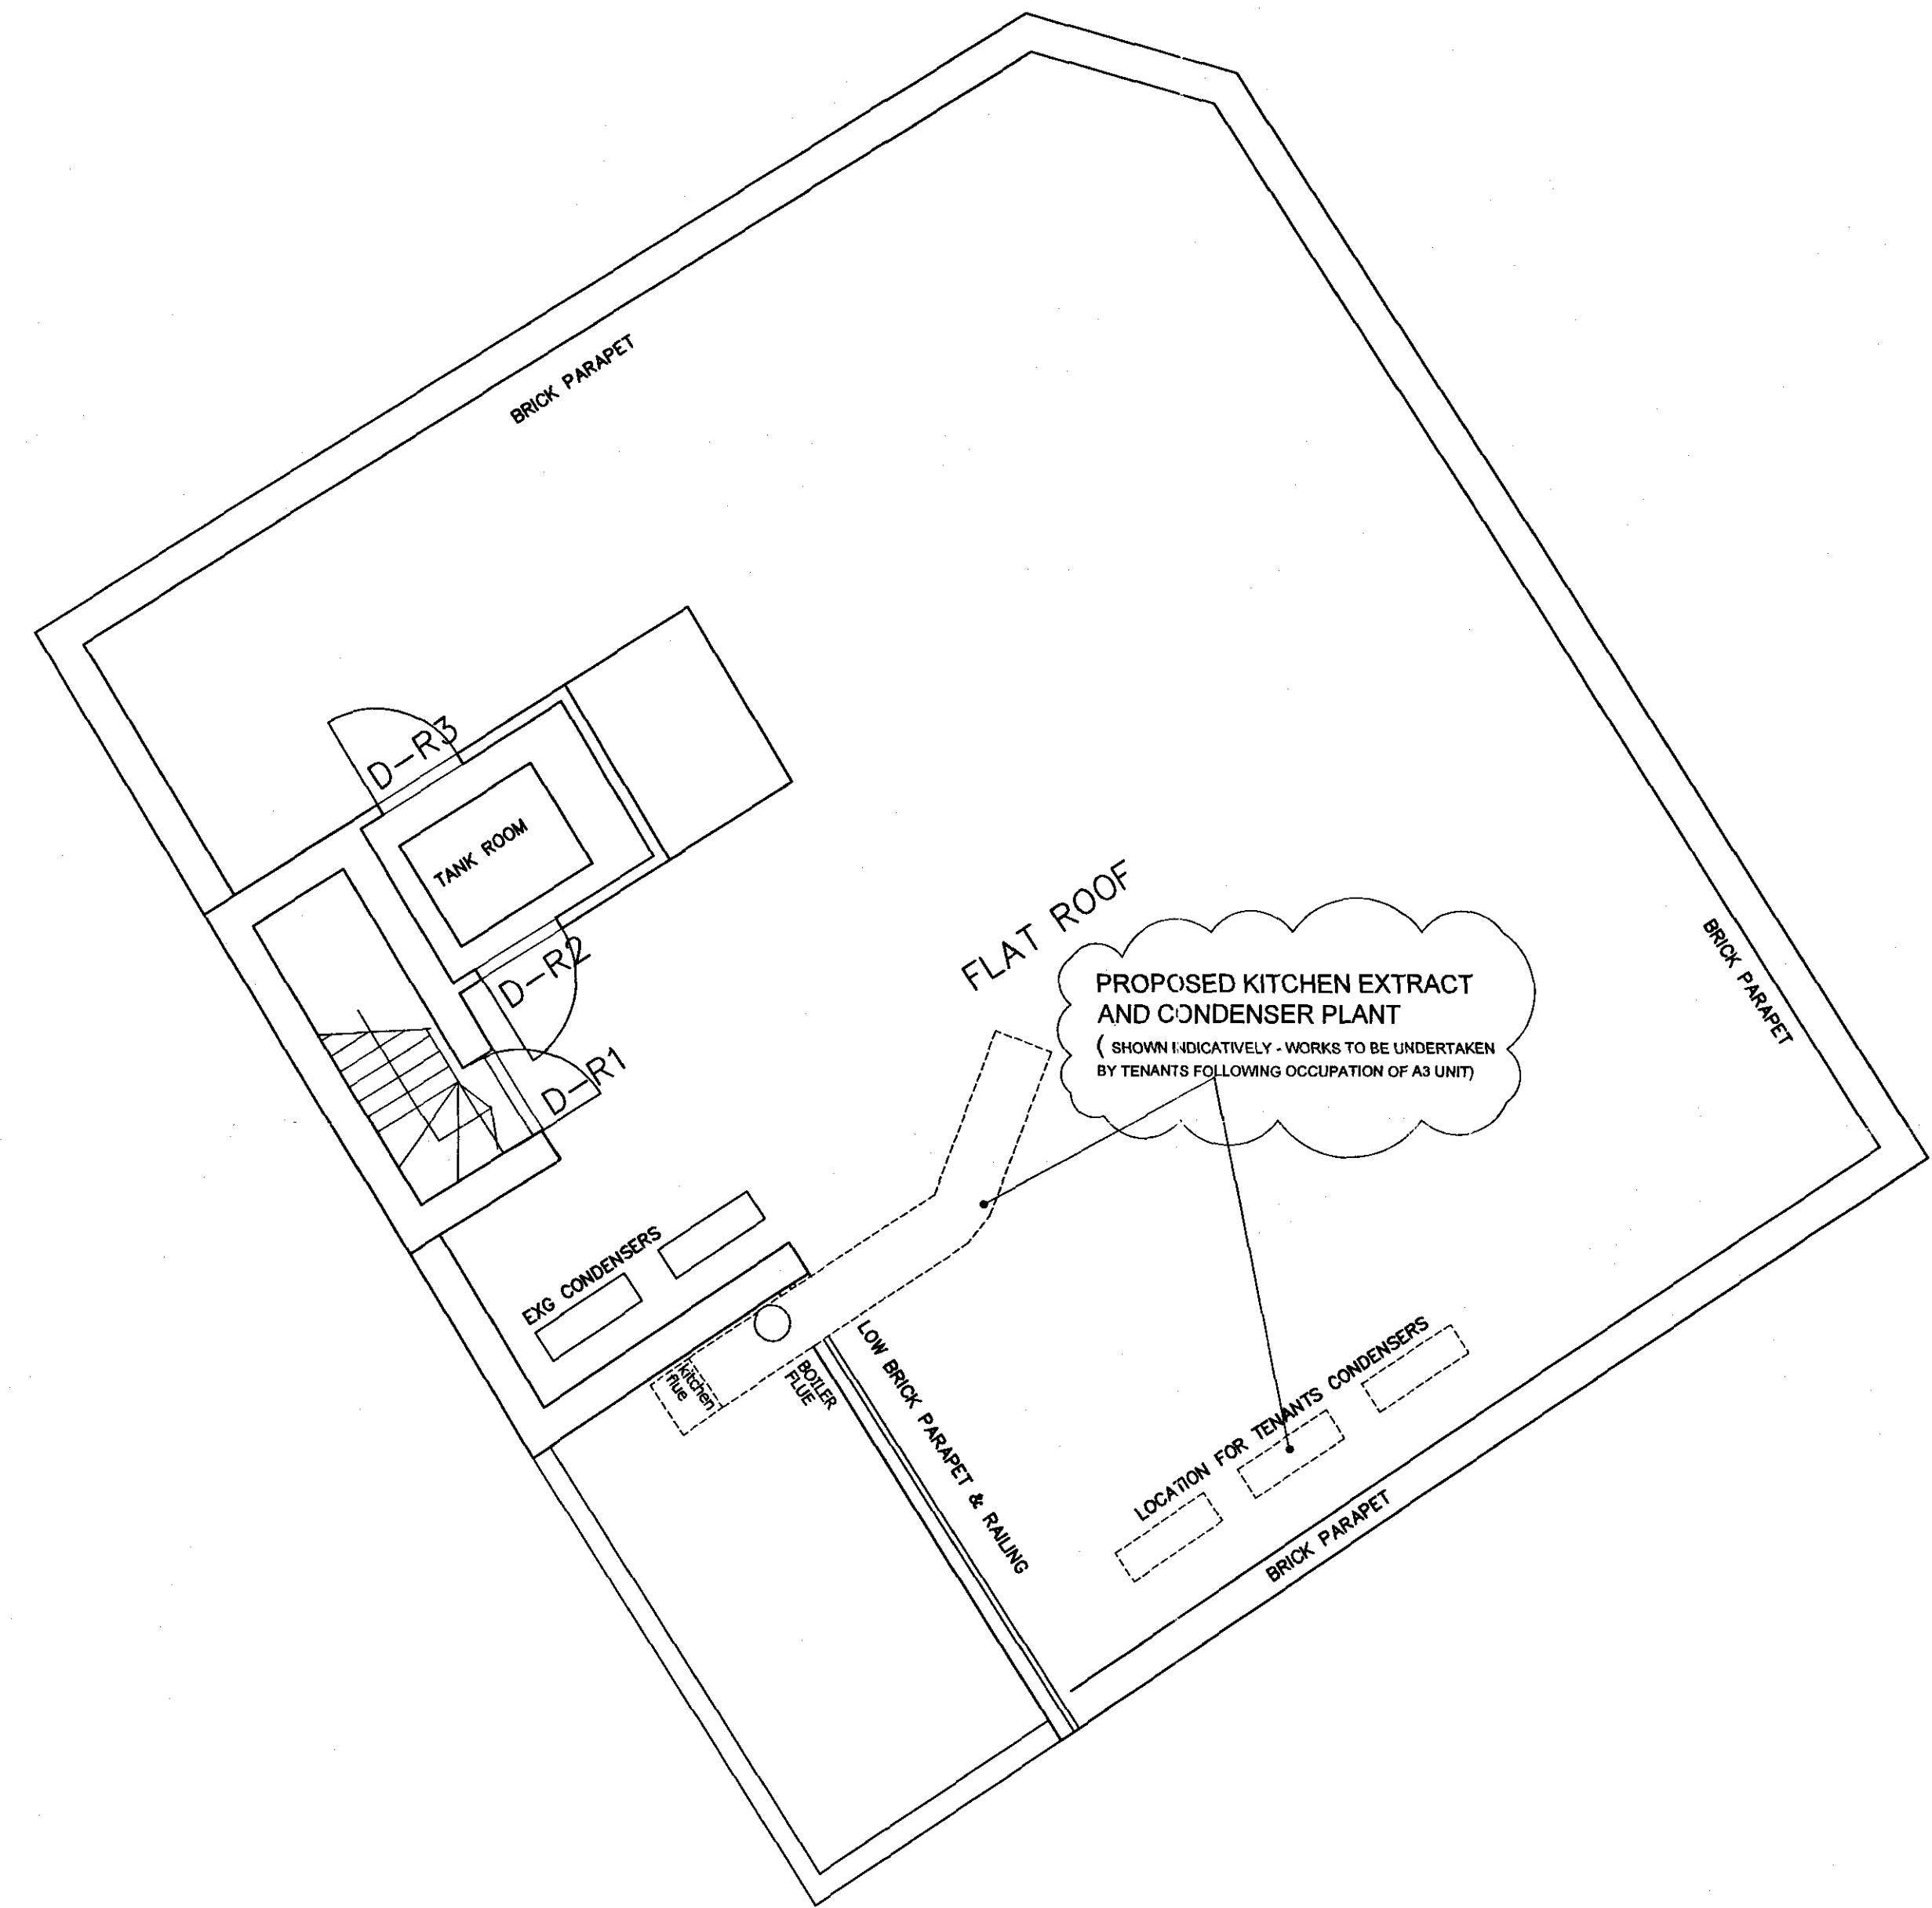 BRICK PARAPET
D-R3
TANK ROOM
D-R2
D-R1
FLAT ROOF
PROPOSED KITCHEN EXTRACT
AND CONDENSER PLANT
( SHOWN INDICATIVELY - WORKS TO BE UNDERTAKEN
BY TENANTS FOLLOWING OCCUPATION OF A3 UNIT)
BRICK PARAPET
EXG CONDENSERS
kitchen
flue
BOILER
FLUE
LOW BRICK PARAPET & RAILING
LOCATION FOR TENANTS CONDENSERS
BRICK PARAPET